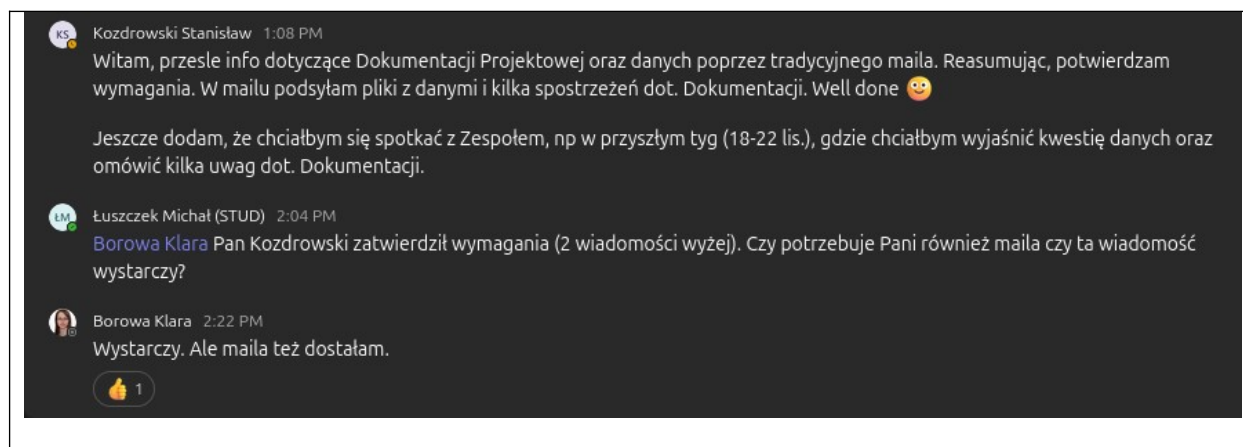 KS
Kozdrowski Stanisław 1:08 PM
Witam, przesle info dotyczące Dokumentacji Projektowej oraz danych poprzez tradycyjnego maila. Reasumując, potwierdzam
wymagania. W mailu podsyłam pliki z danymi i kilka spostrzeżeń dot. Dokumentacji. Well done 🙂
Jeszcze dodam, że chciałbym się spotkać z Zespołem, np w przyszłym tyg (18-22 lis.), gdzie chciałbym wyjaśnić kwestię danych oraz
omówić kilka uwag dot. Dokumentacji.
ŁM
Łuszczek Michał (STUD) 2:04 PM
Borowa Klara Pan Kozdrowski zatwierdził wymagania (2 wiadomości wyżej). Czy potrzebuje Pani również maila czy ta wiadomość
wystarczy?
Borowa Klara 2:22 PM
Wystarczy. Ale maila też dostałam.
👍 1